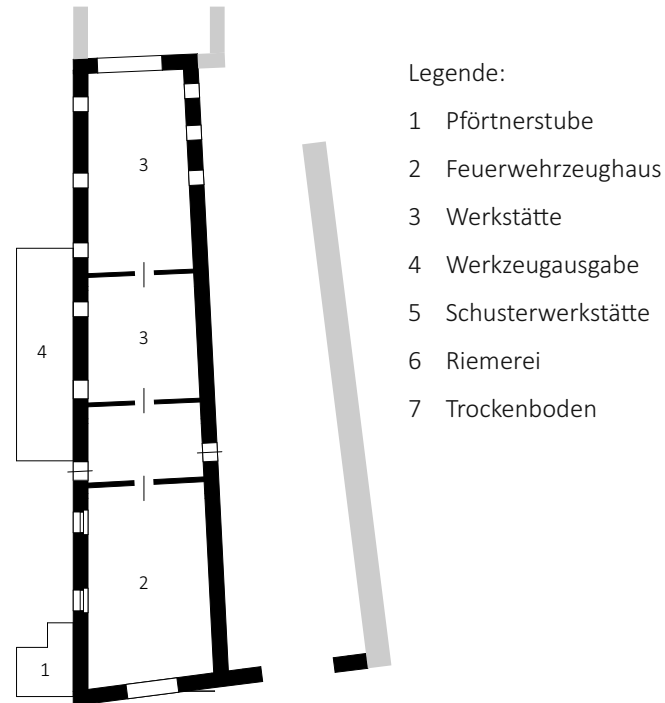 Legende:
1 Pförtnerstube
2 Feuerwehrzeughaus
3 Werkstätte
4 Werkzeugausgabe
5 Schusterwerkstätte
6 Riemerei
7 Trockenboden
3
3
4
2
1